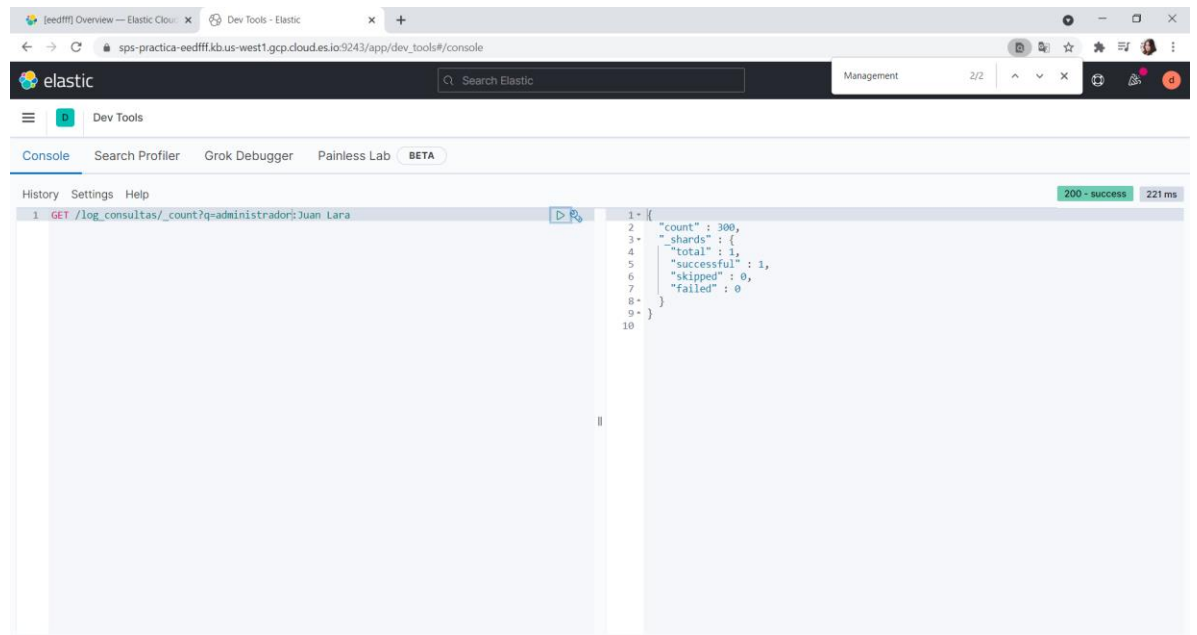 [eedfff] Overview — Elastic Clou
Dev Tools - Elastic
sps-practica-eedfff.kb.us-west1.gcp.cloud.es.io:9243/app/dev_tools#/console
elastic
Search Elastic
Management 2/2
d
D Dev Tools
Console Search Profiler Grok Debugger Painless Lab BETA
History Settings Help
200 - success 221 ms
1 GET /log_consultas/_count?q=administrador:Juan Lara
1 {
2 "count" : 300,
3 "_shards" : {
4 "total" : 1,
5 "successful" : 1,
6 "skipped" : 0,
7 "failed" : 0
8 }
9 }
10